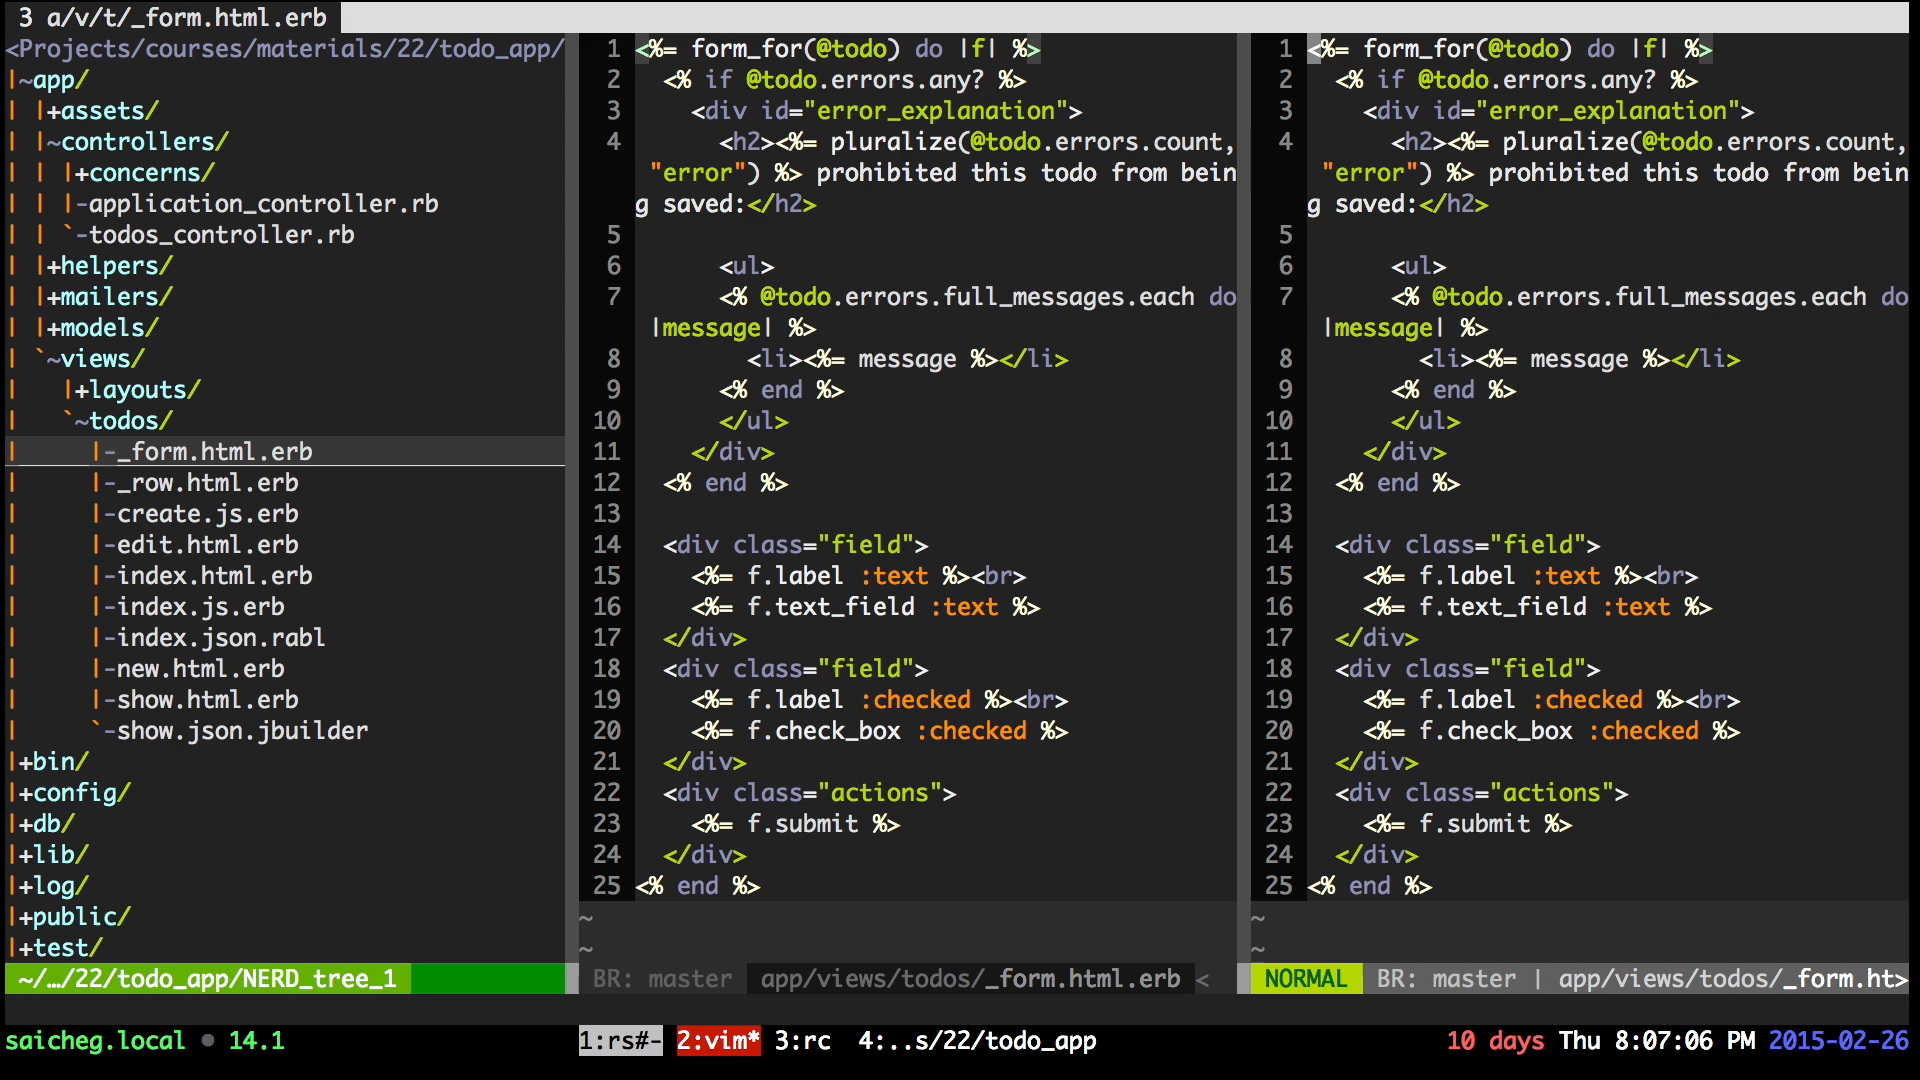 3 a/v/t/_form.html.erb
<Projects/courses/materials/22/todo_app/
|~app/
| |+assets/
| |~controllers/
| | |+concerns/
| | |-application_controller.rb
| | `-todos_controller.rb
| |+helpers/
| |+mailers/
| |+models/
| `~views/
|   |+layouts/
|   `~todos/
|     |-_form.html.erb
|     |-_row.html.erb
|     |-create.js.erb
|     |-edit.html.erb
|     |-index.html.erb
|     |-index.js.erb
|     |-index.json.rabl
|     |-new.html.erb
|     |-show.html.erb
|     `-show.json.jbuilder
|+bin/
|+config/
|+db/
|+lib/
|+log/
|+public/
|+test/
~/…/22/todo_app/NERD_tree_1
1 <%= form_for(@todo) do |f| %>
2   <% if @todo.errors.any? %>
3     <div id="error_explanation">
4       <h2><%= pluralize(@todo.errors.count,
 "error") %> prohibited this todo from bein
g saved:</h2>
5
6       <ul>
7       <% @todo.errors.full_messages.each do
 |message| %>
8         <li><%= message %></li>
9       <% end %>
10       </ul>
11     </div>
12   <% end %>
13
14   <div class="field">
15     <%= f.label :text %><br>
16     <%= f.text_field :text %>
17   </div>
18   <div class="field">
19     <%= f.label :checked %><br>
20     <%= f.check_box :checked %>
21   </div>
22   <div class="actions">
23     <%= f.submit %>
24   </div>
25 <% end %>
~
~
BR: master app/views/todos/_form.html.erb <
1 <%= form_for(@todo) do |f| %>
2   <% if @todo.errors.any? %>
3     <div id="error_explanation">
4       <h2><%= pluralize(@todo.errors.count,
 "error") %> prohibited this todo from bein
g saved:</h2>
5
6       <ul>
7       <% @todo.errors.full_messages.each do
 |message| %>
8         <li><%= message %></li>
9       <% end %>
10       </ul>
11     </div>
12   <% end %>
13
14   <div class="field">
15     <%= f.label :text %><br>
16     <%= f.text_field :text %>
17   </div>
18   <div class="field">
19     <%= f.label :checked %><br>
20     <%= f.check_box :checked %>
21   </div>
22   <div class="actions">
23     <%= f.submit %>
24   </div>
25 <% end %>
~
~
NORMAL BR: master | app/views/todos/_form.ht>
saicheg.local ● 14.1 1:rs#- 2:vim* 3:rc 4:..s/22/todo_app 10 days Thu 8:07:06 PM 2015-02-26